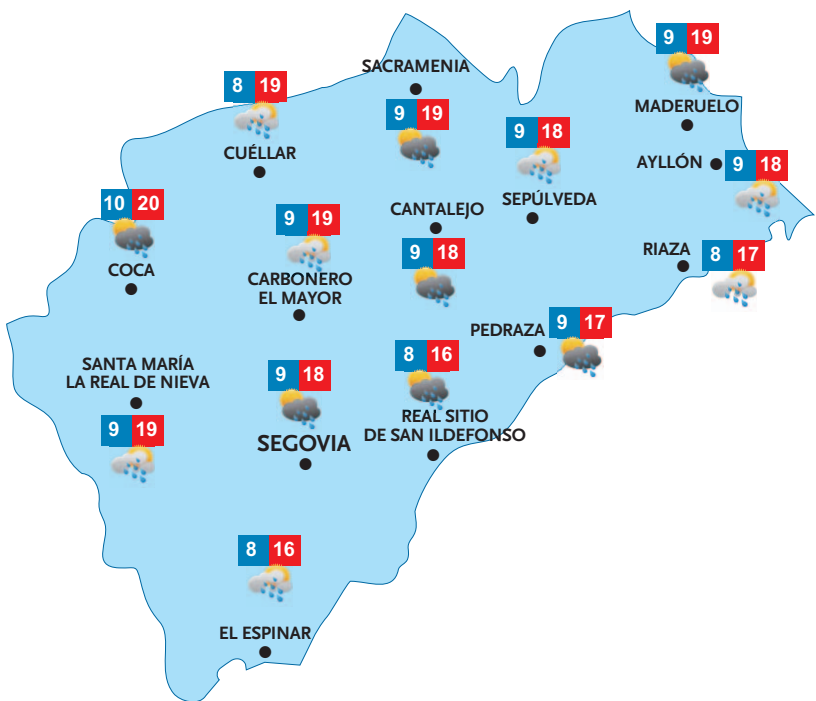 9 19
MADERUELO
SACRAMENIA
9 19
8 19
CUÉLLAR
9 18
SEPÚLVEDA
AYLLÓN
9 18
10 20
COCA
9 19
CARBONERO
EL MAYOR
CANTALEJO
9 18
RIAZA
8 17
PEDRAZA
9 17
SANTA MARÍA
LA REAL DE NIEVA
9 19
9 18
SEGOVIA
8 16
REAL SITIO
DE SAN ILDEFONSO
8 16
EL ESPINAR